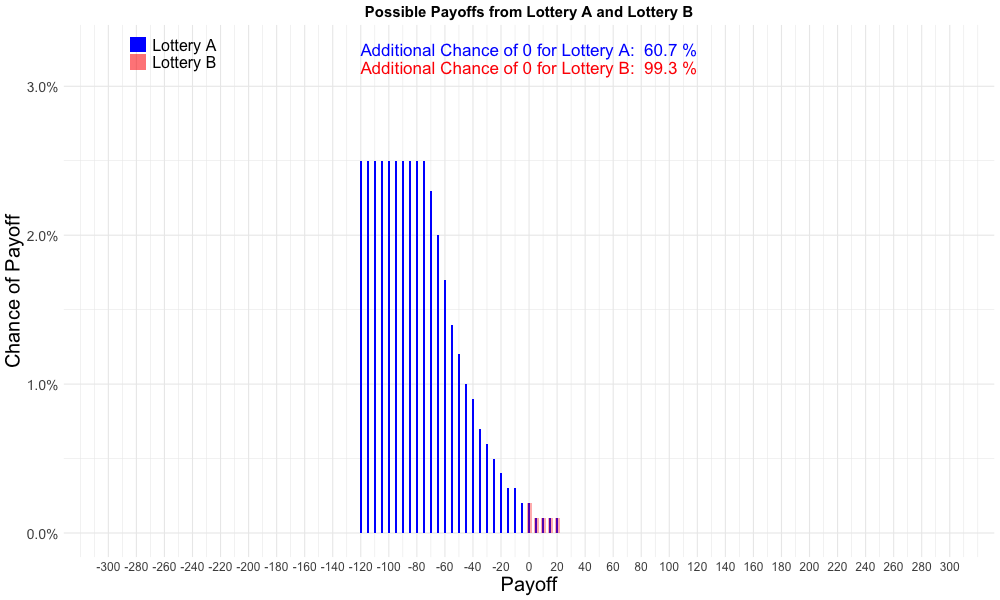 Possible Payoffs from Lottery A and Lottery B
Lottery A
Lottery B
Additional Chance of 0 for Lottery A: 60.7 %
Additional Chance of 0 for Lottery B: 99.3 %
Chance of Payoff
3.0%
2.0%
1.0%
0.0%
-300 -280 -260 -240 -220 -200 -180 -160 -140 -120 -100 -80 -60 -40 -20 0 20 40 60 80 100 120 140 160 180 200 220 240 260 280 300
Payoff